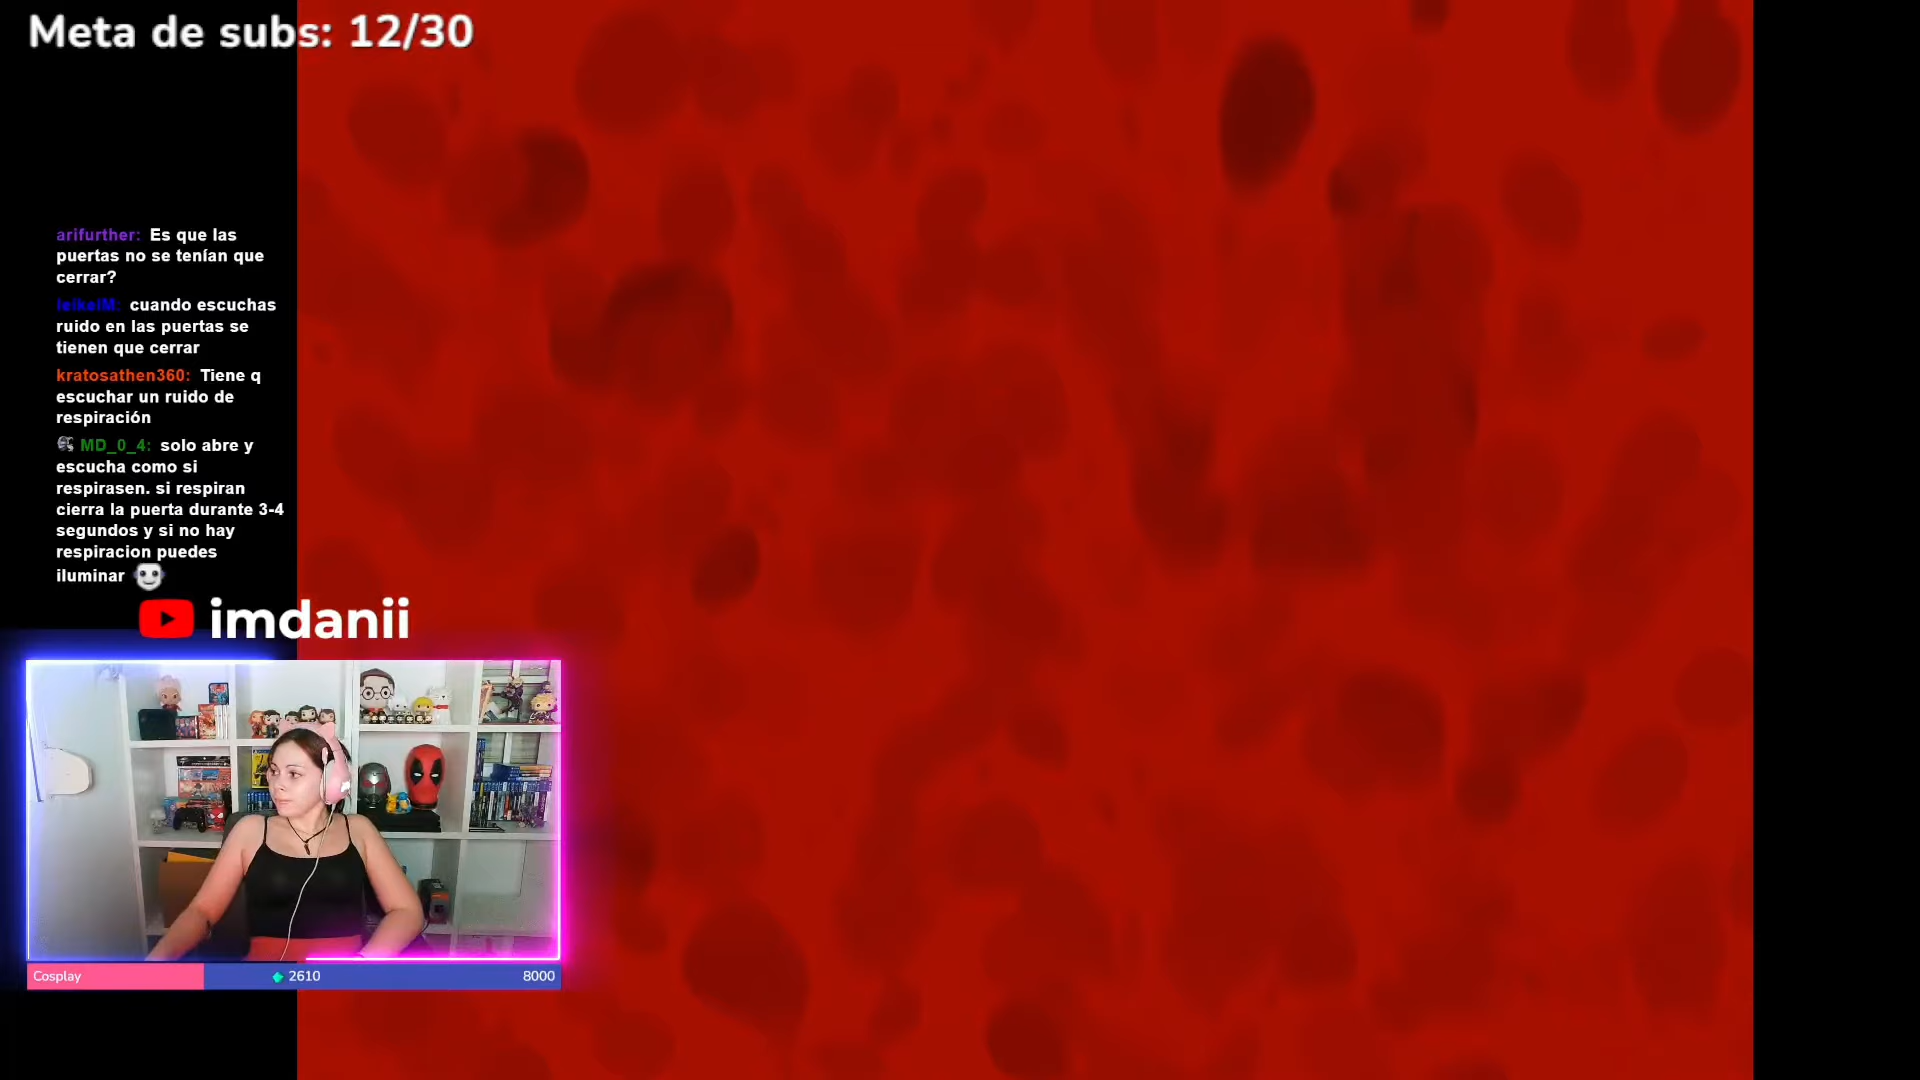 Meta de subs: 12/30
arifurther: Es que las
puertas no se tenían que
cerrar?
leikelM: cuando escuchas
ruido en las puertas se
tienen que cerrar
kratosathen360: Tiene q
escuchar un ruido de
respiración
MD_0_4: solo abre y
escucha como si
respirasen. si respiran
cierra la puerta durante 3-4
segundos y si no hay
respiracion puedes
iluminar
imdanii
Cosplay 2610 8000